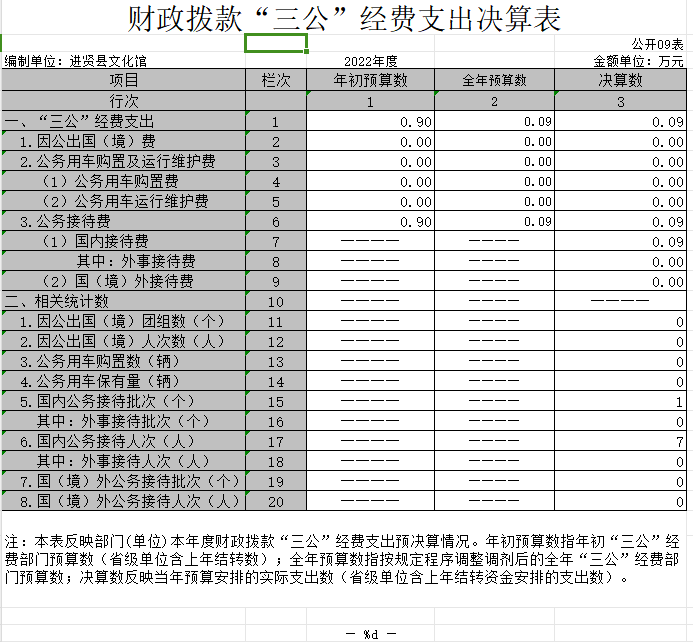 财政拨款“三公”经费支出决算表
公开09表
编制单位：进贤县文化馆 2022年度 金额单位：万元
项目 栏次 年初预算数 全年预算数 决算数
行次 1 2 3
一、“三公”经费支出 1 0.90 0.09 0.09
1.因公出国（境）费 2 0.00 0.00 0.00
2.公务用车购置及运行维护费 3 0.00 0.00 0.00
（1）公务用车购置费 4 0.00 0.00 0.00
（2）公务用车运行维护费 5 0.00 0.00 0.00
3.公务接待费 6 0.90 0.09 0.09
（1）国内接待费 7 ———— ———— 0.09
其中：外事接待费 8 ———— ———— 0.00
（2）国（境）外接待费 9 ———— ———— 0.00
二、相关统计数 10 ———— ———— ————
1.因公出国（境）团组数（个） 11 ———— ———— 0
2.因公出国（境）人次数（人） 12 ———— ———— 0
3.公务用车购置数（辆） 13 ———— ———— 0
4.公务用车保有量（辆） 14 ———— ———— 0
5.国内公务接待批次（个） 15 ———— ———— 1
其中：外事接待批次（个） 16 ———— ———— 0
6.国内公务接待人次（人） 17 ———— ———— 7
其中：外事接待人次（人） 18 ———— ———— 0
7.国（境）外公务接待批次（个） 19 ———— ———— 0
8.国（境）外公务接待人次（人） 20 ———— ———— 0
注：本表反映部门(单位)本年度财政拨款“三公”经费支出预决算情况。年初预算数指年初“三公”经
费部门预算数（省级单位含上年结转数）；全年预算数指按规定程序调整调剂后的全年“三公”经费部
门预算数；决算数反映当年预算安排的实际支出数（省级单位含上年结转资金安排的支出数）。
— %d —